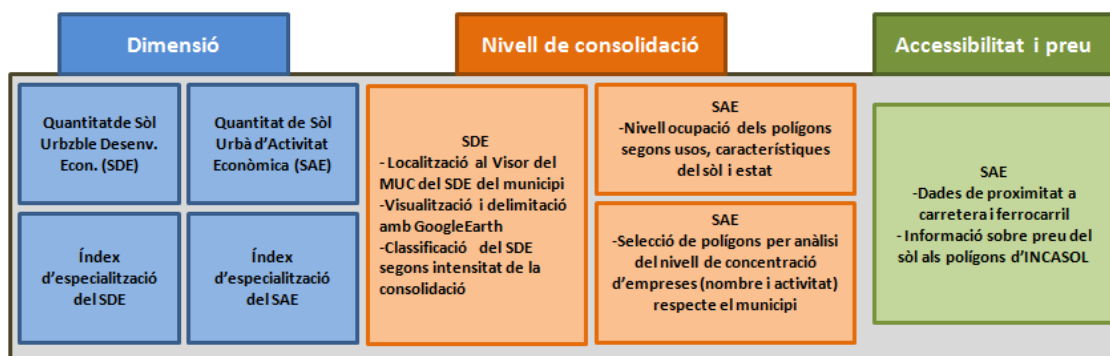 Dimensió
Nivell de consolidació
Accessibilitat i preu
Quantitatde Sòl
Urbzble Desenv.
Econ. (SDE)
Quantitat de Sòl
Urbà d'Activitat
Econòmica (SAE)
Índex
d'especialització
del SDE
Índex
d'especialització
del SAE
SDE
- Localització al Visor del
MUC del SDE del municipi
-Visualització i delimitació
amb GoogleEarth
-Classificació del SDE
segons intensitat de la
consolidació
SAE
-Nivell ocupació dels polígons
segons usos, característiques
del sòl i estat
SAE
-Selecció de polígons per anàlisi
del nivell de concentració
d'empreses (nombre i activitat)
respecte el municipi
SAE
-Dades de proximitat a
carretera i ferrocarril
- Informació sobre preu del
sòl als polígons d'INCASOL